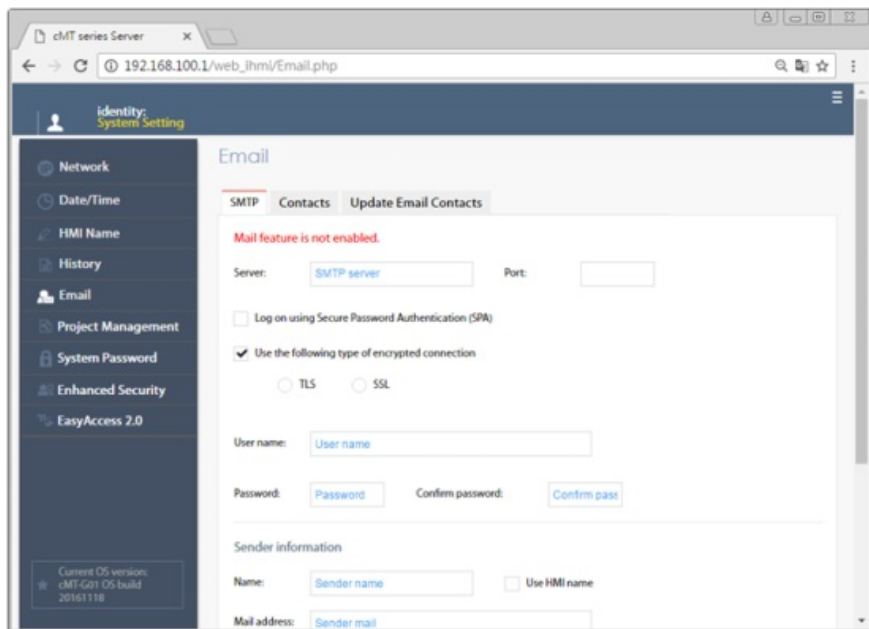 cMT series Server
192.168.100.1/web_ihmi/Email.php
identity:
System Setting
Network
Date/Time
HMI Name
History
Email
Project Management
System Password
Enhanced Security
EasyAccess 2.0
Current OS version:
cMT-G01 OS build
20161118
Email
SMTP Contacts Update Email Contacts
Mail feature is not enabled.
Server: SMTP server Port:
Log on using Secure Password Authentication (SPA)
Use the following type of encrypted connection
TLS SSL
User name: User name
Password: Password Confirm password: Confirm pass
Sender information
Name: Sender name Use HMI name
Mail address: Sender mail